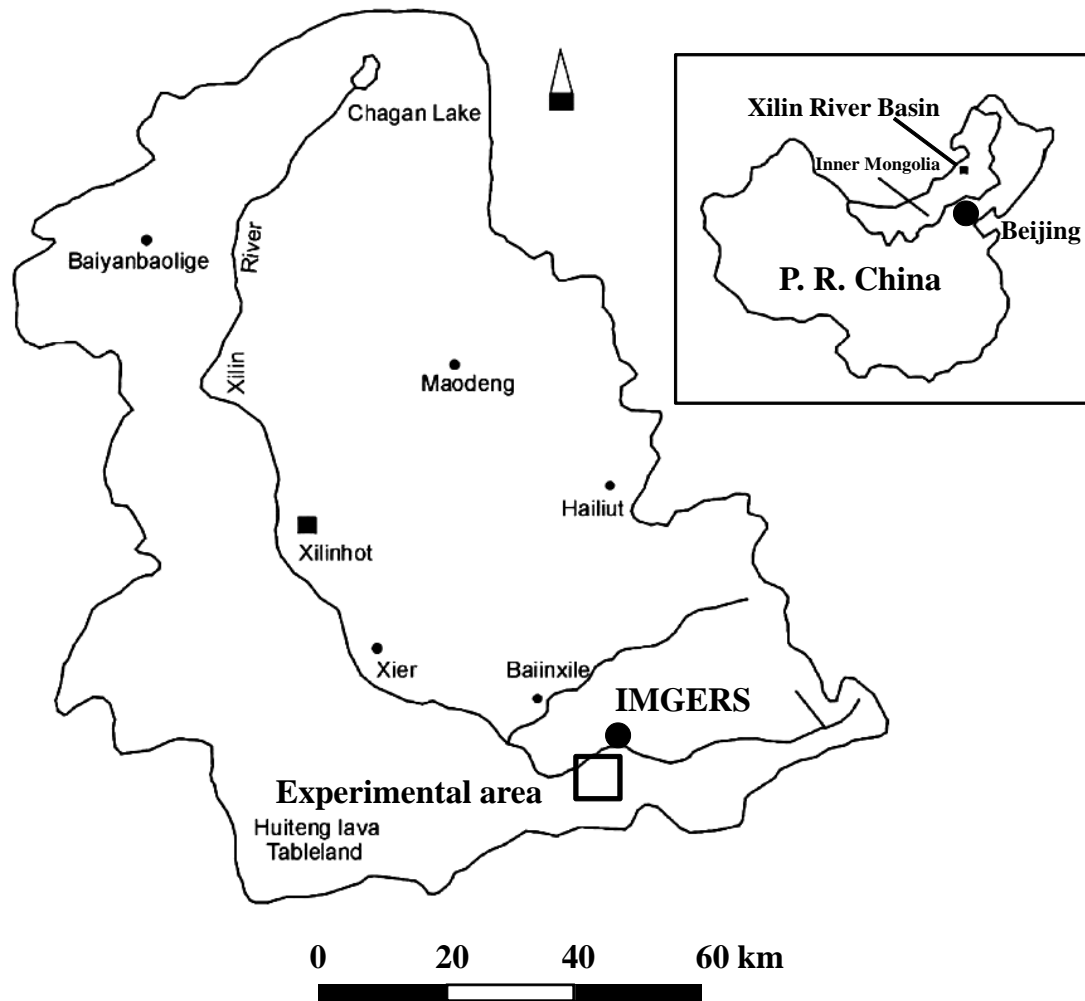 Chagan Lake
Xilin River Basin
Inner Mongolia
Beijing
P. R. China
River
Baiyanbaolige
Xilin
Maodeng
Hailiut
Xilinhot
Xier
Baiinxile
IMGERS
Experimental area
Huiteng lava
Tableland
0 20 40 60 km